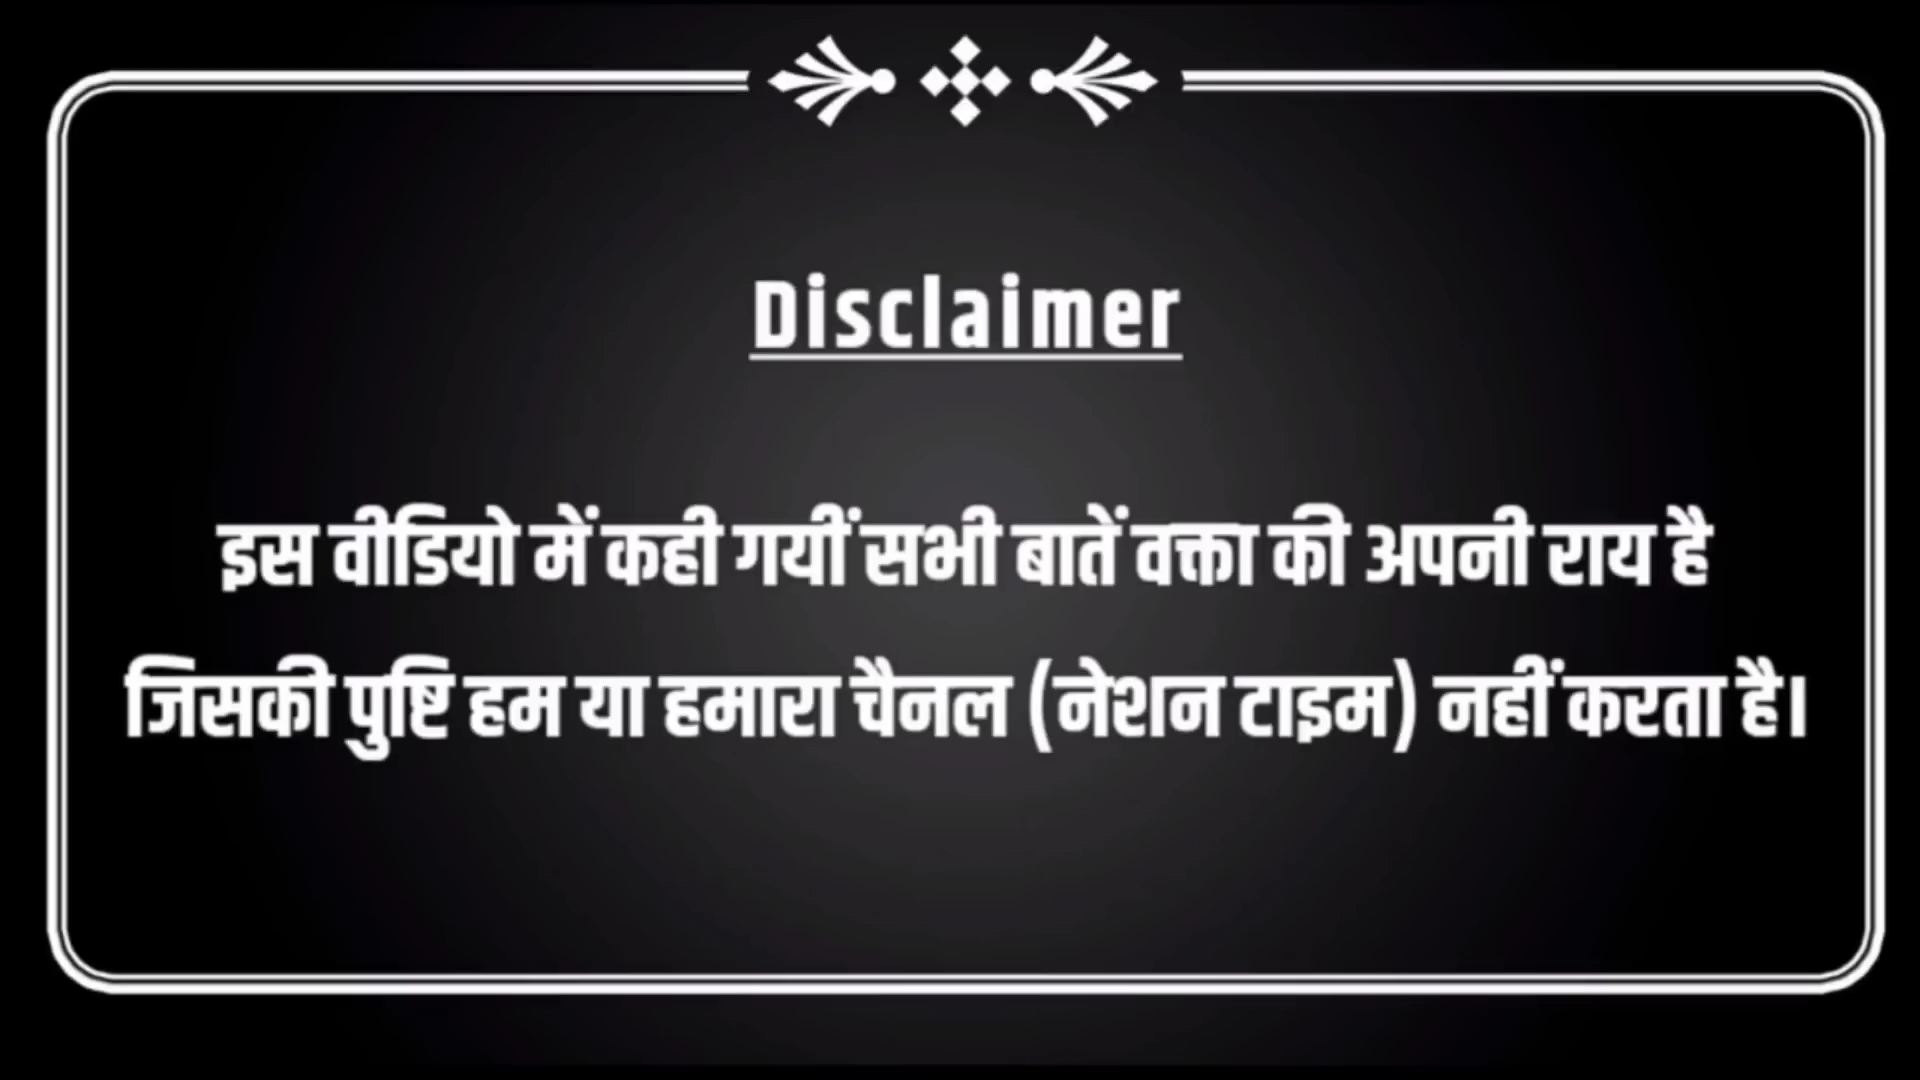 Disclaimer
इस वीडियो में कही गयीं सभी बातें वक्ता की अपनी राय है
जिसकी पुष्टि हम या हमारा चैनल (नेशन टाइम) नहीं करता है।